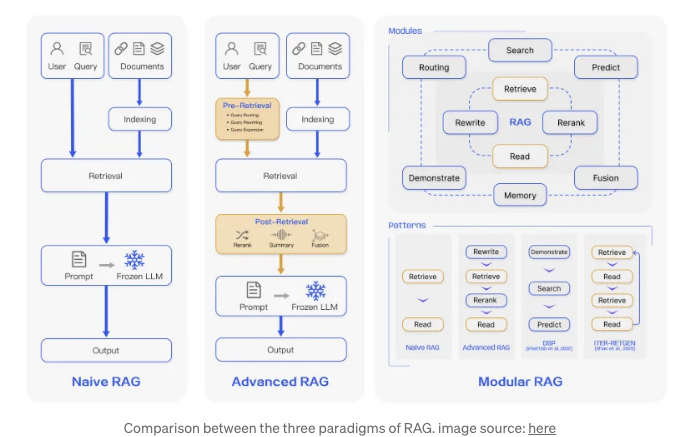 User Query
Documents
Indexing
Retrieval
Prompt
Frozen LLM
Output
Naive RAG
User Query
Documents
Pre-Retrieval
• Query Routing
• Query Rewriting
• Query Expansion
Indexing
Retrieval
Post-Retrieval
Rerank
Summary
Fusion
Prompt
Frozen LLM
Output
Advanced RAG
Modules
Search
Routing
Predict
Retrieve
Rewrite
RAG
Rerank
Read
Demonstrate
Fusion
Memory
Patterns
Retrieve
Read
Naive RAG
Rewrite
Retrieve
Rerank
Read
Advanced RAG
Demonstrate
Search
Predict
DSP
Retrieve
Read
Retrieve
Read
ITER-RETGEN
Modular RAG
Comparison between the three paradigms of RAG. image source: here